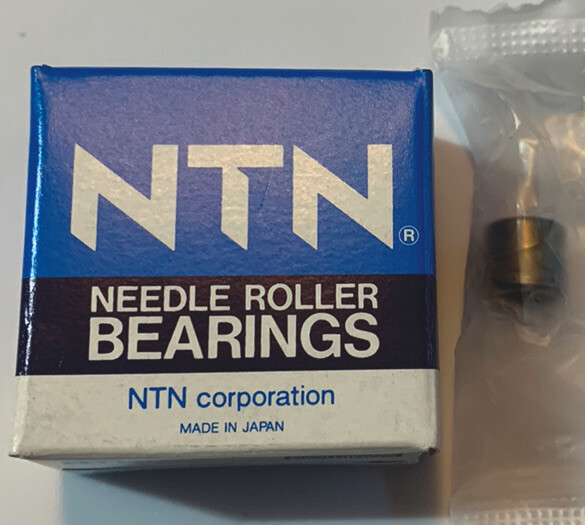 NTN®
NEEDLE ROLLER
BEARINGS
NTN corporation
MADE IN JAPAN